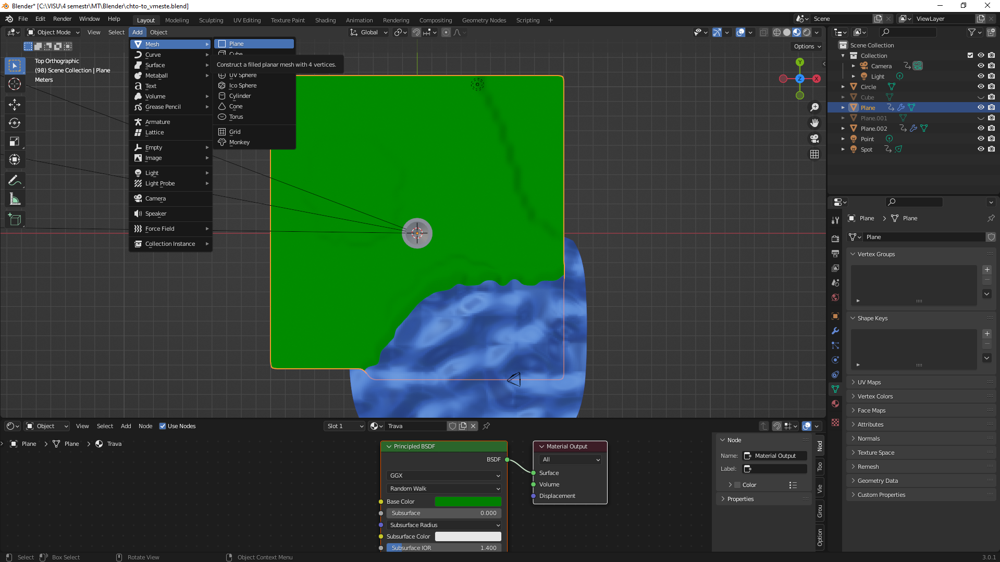 Blender* [C:\VISU\4 semestr\MT\Blender\chto-to_vmeste.blend]
File Edit Render Window Help Layout Modeling Sculpting UV Editing Texture Paint Shading Animation Rendering Compositing Geometry Nodes Scripting + Scene ViewLayer
Object Mode View Select Add Object Global
Options
Top Orthographic
(98) Scene Collection | Plane
Meters
Mesh
Curve
Surface
Metaball
Text
Volume
Grease Pencil
Armature
Lattice
Empty
Image
Light
Light Probe
Camera
Speaker
Force Field
Collection Instance
Plane
Cube
Construct a filled planar mesh with 4 vertices.
UV Sphere
Ico Sphere
Cylinder
Cone
Torus
Grid
Monkey
Y
Z
X
Scene Collection
Collection
Camera
Light
Circle
Cube
Plane
Plane.001
Plane.002
Point
Spot
Plane Plane
Plane
Vertex Groups
Shape Keys
UV Maps
Vertex Colors
Face Maps
Attributes
Normals
Texture Space
Remesh
Geometry Data
Custom Properties
Object View Select Add Node Use Nodes Slot 1 Trava
Plane Plane Trava
Principled BSDF
BSDF
GGX
Random Walk
Base Color
Subsurface 0.000
Subsurface Radius
Subsurface Color
Subsurface IOR 1.400
Material Output
All
Surface
Volume
Displacement
Node
Name: Material Output
Label:
Color
Properties
Nod
Too
Vie
Grou
Option
Select Box Select Rotate View Object Context Menu 3.0.1